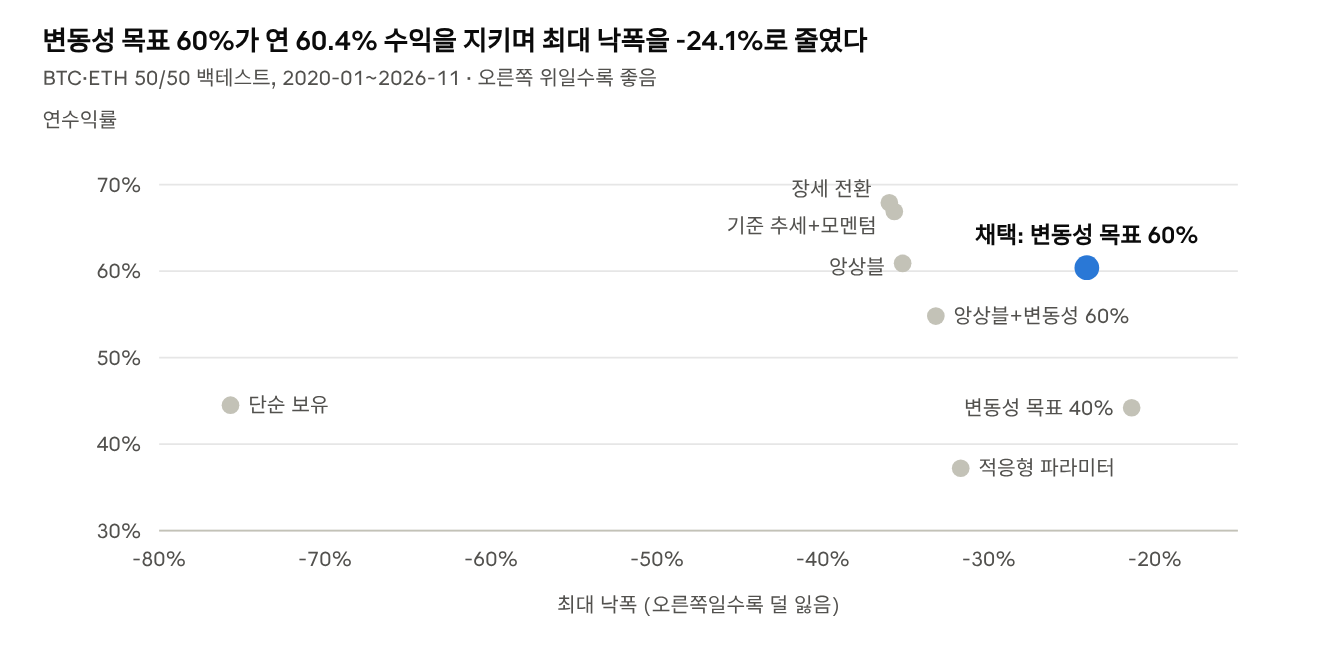 변동성 목표 60%가 연 60.4% 수익을 지키며 최대 낙폭을 -24.1%로 줄였다
BTC·ETH 50/50 백테스트, 2020-01~2026-11 · 오른쪽 위일수록 좋음
연수익률
70%
장세 전환
기준 추세+모멘텀
채택: 변동성 목표 60%
60%
앙상블
앙상블+변동성 60%
50%
단순 보유
변동성 목표 40%
40%
적응형 파라미터
30%
-80%
-70%
-60%
-50%
-40%
-30%
-20%
최대 낙폭 (오른쪽일수록 덜 잃음)